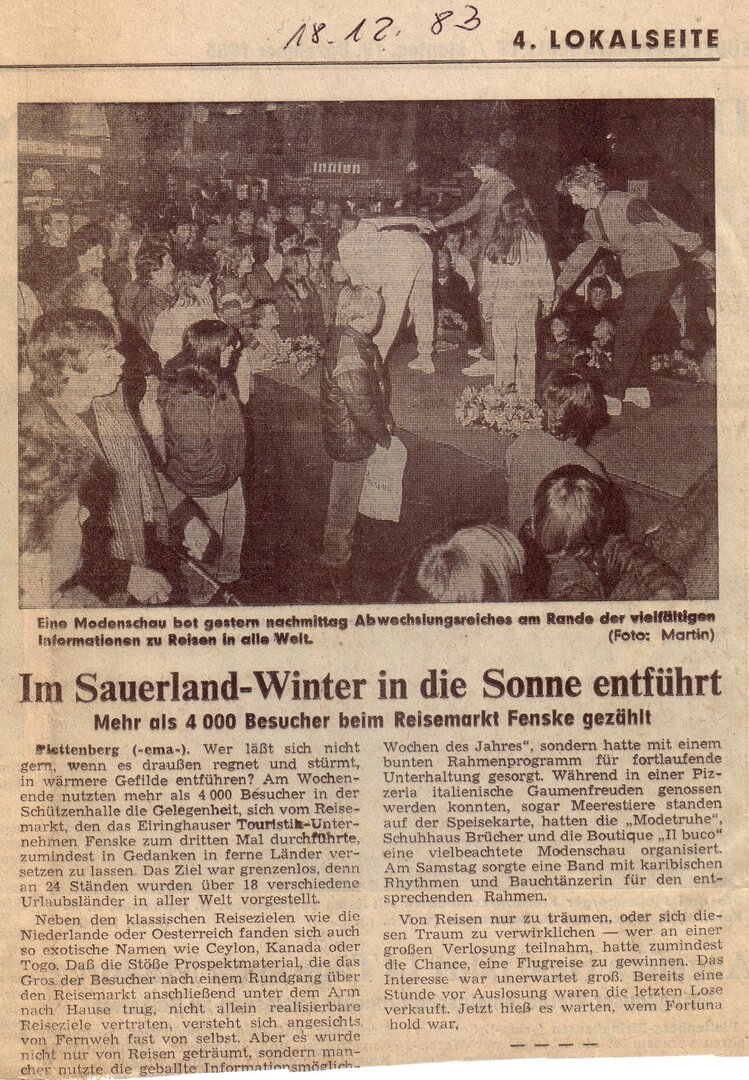 18.12. 83
4. LOKALSEITE
Indien
Eine Modenschau bot gestern nachmittag Abwechslungsreiches am Rande der vielfältigen
Informationen zu Reisen in alle Welt. (Foto: Martin)
Im Sauerland-Winter in die Sonne entführt
Mehr als 4 000 Besucher beim Reisemarkt Fenske gezählt
Plettenberg (-ema-). Wer läßt sich nicht
gern, wenn es draußen regnet und stürmt,
in wärmere Gefilde entführen? Am Wochen-
ende nutzten mehr als 4 000 Besucher in der
Schützenhalle die Gelegenheit, sich vom Reise-
markt, den das Eiringhauser Touristik-Unter-
nehmen Fenske zum dritten Mal durchführte,
zumindest in Gedanken in ferne Länder ver-
setzen zu lassen. Das Ziel war grenzenlos, denn
an 24 Ständen wurden über 18 verschiedene
Urlaubsländer in aller Welt vorgestellt.
Neben den klassischen Reisezielen wie die
Niederlande oder Oesterreich fanden sich auch
so exotische Namen wie Ceylon, Kanada oder
Togo. Daß die Stöße Prospektmaterial, die das
Gros der Besucher nach einem Rundgang über
den Reisemarkt anschließend unter dem Arm
nach Hause trug, nicht allein realisierbare
Reiseziele vertraten, versteht sich angesichts
von Fernweh fast von selbst. Aber es wurde
nicht nur von Reisen geträumt, sondern man-
cher nutzte die geballte Informationsmöglich-
Wochen des Jahres“, sondern hatte mit einem
bunten Rahmenprogramm für fortlaufende
Unterhaltung gesorgt. Während in einer Piz-
zeria italienische Gaumenfreuden genossen
werden konnten, sogar Meerestiere standen
auf der Speisekarte, hatten die „Modetruhe“,
Schuhhaus Brücher und die Boutique „Il buco“
eine vielbeachtete Modenschau organisiert.
Am Samstag sorgte eine Band mit karibischen
Rhythmen und Bauchtänzerin für den ent-
sprechenden Rahmen.
Von Reisen nur zu träumen, oder sich die-
sen Traum zu verwirklichen — wer an einer
großen Verlosung teilnahm, hatte zumindest
die Chance, eine Flugreise zu gewinnen. Das
Interesse war unerwartet groß. Bereits eine
Stunde vor Auslosung waren die letzten Lose
verkauft. Jetzt hieß es warten, wem Fortuna
hold war.